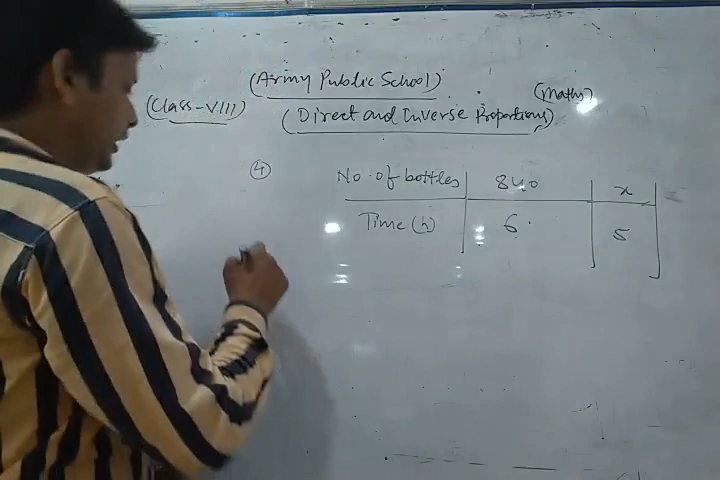 (Army Public School)
(Class-VIII)
(Maths)
(Direct and Inverse Proportions)
4
No. of bottles 840 x
Time (h) 6 5